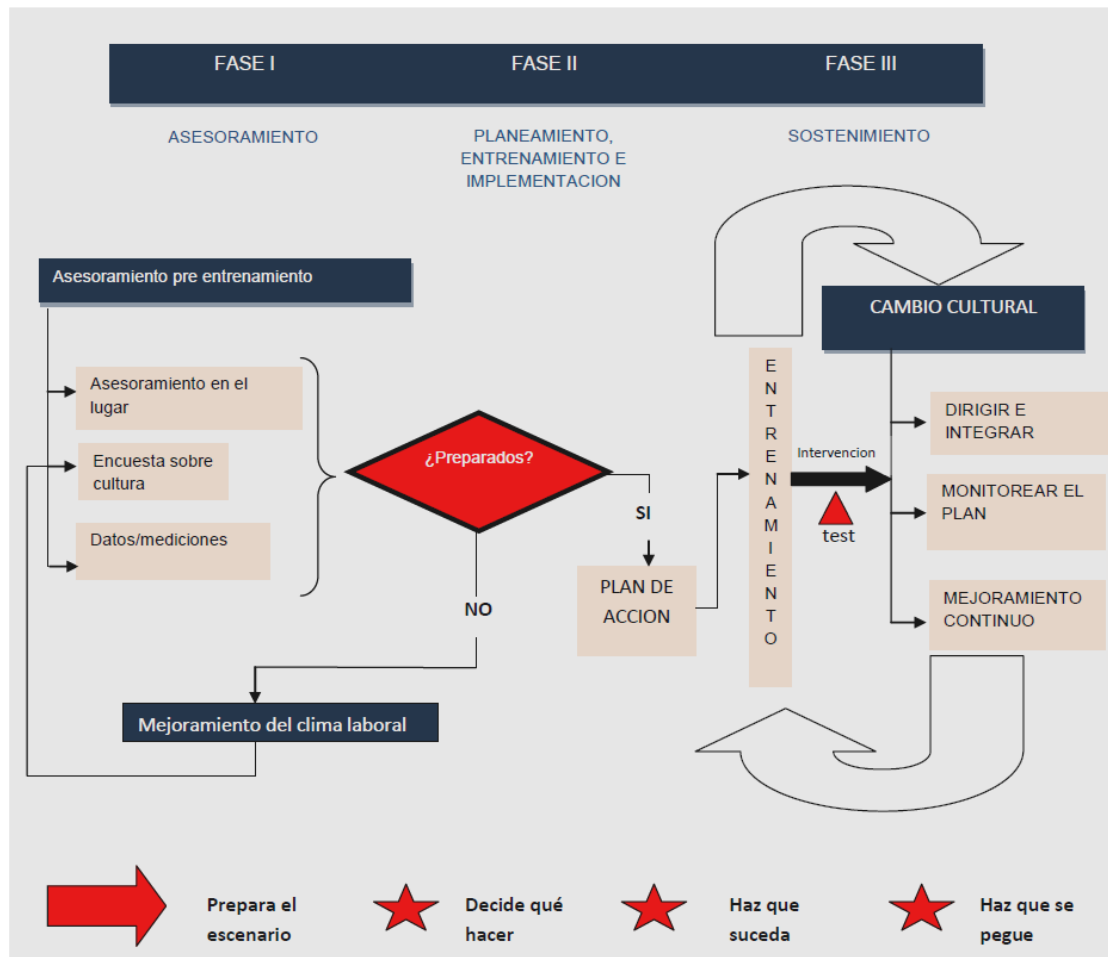 FASE I
FASE II
FASE III
ASESORAMIENTO
PLANEAMIENTO,
ENTRENAMIENTO E
IMPLEMENTACION
SOSTENIMIENTO
Asesoramiento pre entrenamiento
Asesoramiento en el
lugar
Encuesta sobre
cultura
Datos/mediciones
¿Preparados?
SI
NO
PLAN DE
ACCION
Mejoramiento del clima laboral
ENTRENAMIENTO
Intervencion
test
CAMBIO CULTURAL
DIRIGIR E
INTEGRAR
MONITOREAR EL
PLAN
MEJORAMIENTO
CONTINUO
Prepara el
escenario
Decide qué
hacer
Haz que
suceda
Haz que se
pegue